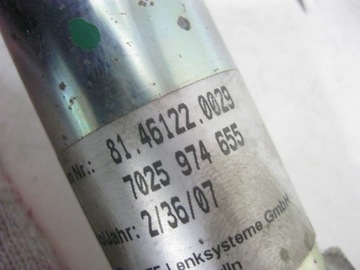 Nr.: 81.46122.0029
7025 974 655
Jahr: 2/36/07
Lenksysteme GmbH